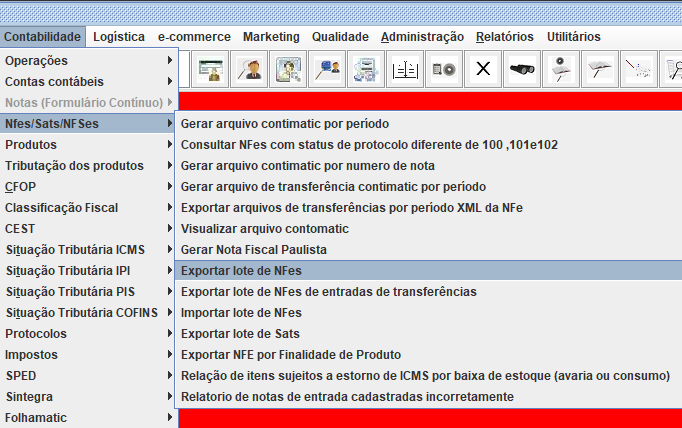 Contabilidade Logística e-commerce Marketing Qualidade Administração Relatórios Utilitários
Operações
Contas contábeis
Notas (Formulário Contínuo)
Nfes/Sats/NFSes
Produtos
Tributação dos produtos
CFOP
Classificação Fiscal
CEST
Situação Tributária ICMS
Situação Tributária IPI
Situação Tributária PIS
Situação Tributária COFINS
Protocolos
Impostos
SPED
Sintegra
Folhamatic
Gerar arquivo contimatic por período
Consultar NFes com status de protocolo diferente de 100 ,101e102
Gerar arquivo contimatic por numero de nota
Gerar arquivo de transferência contimatic por período
Exportar arquivos de transferências por período XML da NFe
Visualizar arquivo contomatic
Gerar Nota Fiscal Paulista
Exportar lote de NFes
Exportar lote de NFes de entradas de transferências
Importar lote de NFes
Exportar lote de Sats
Exportar NFE por Finalidade de Produto
Relação de itens sujeitos a estorno de ICMS por baixa de estoque (avaria ou consumo)
Relatorio de notas de entrada cadastradas incorretamente